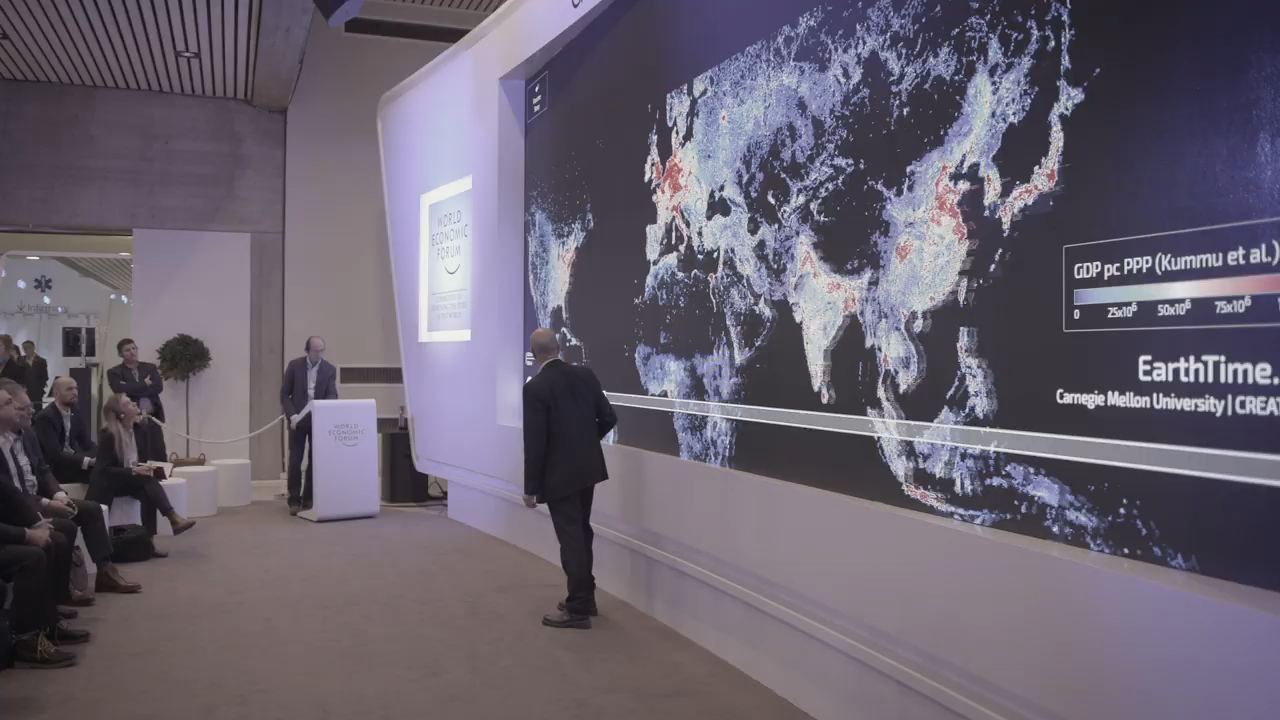 WORLD
ECONOMIC
FORUM
WORLD
ECONOMIC
FORUM
GDP pc PPP (Kummu et al.)
0 25x10⁶ 50x10⁶ 75x10⁶
EarthTime.
Carnegie Mellon University | CREA